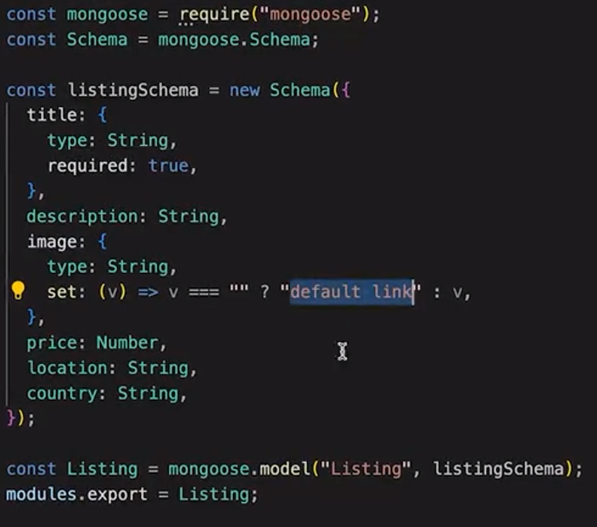 const mongoose = require("mongoose");
const Schema = mongoose.Schema;
const listingSchema = new Schema({
title: {
type: String,
required: true,
},
description: String,
image: {
type: String,
set: (v) => v === "" ? "default link" : v,
},
price: Number,
location: String,
country: String,
});
const Listing = mongoose.model("Listing", listingSchema);
modules.export = Listing;